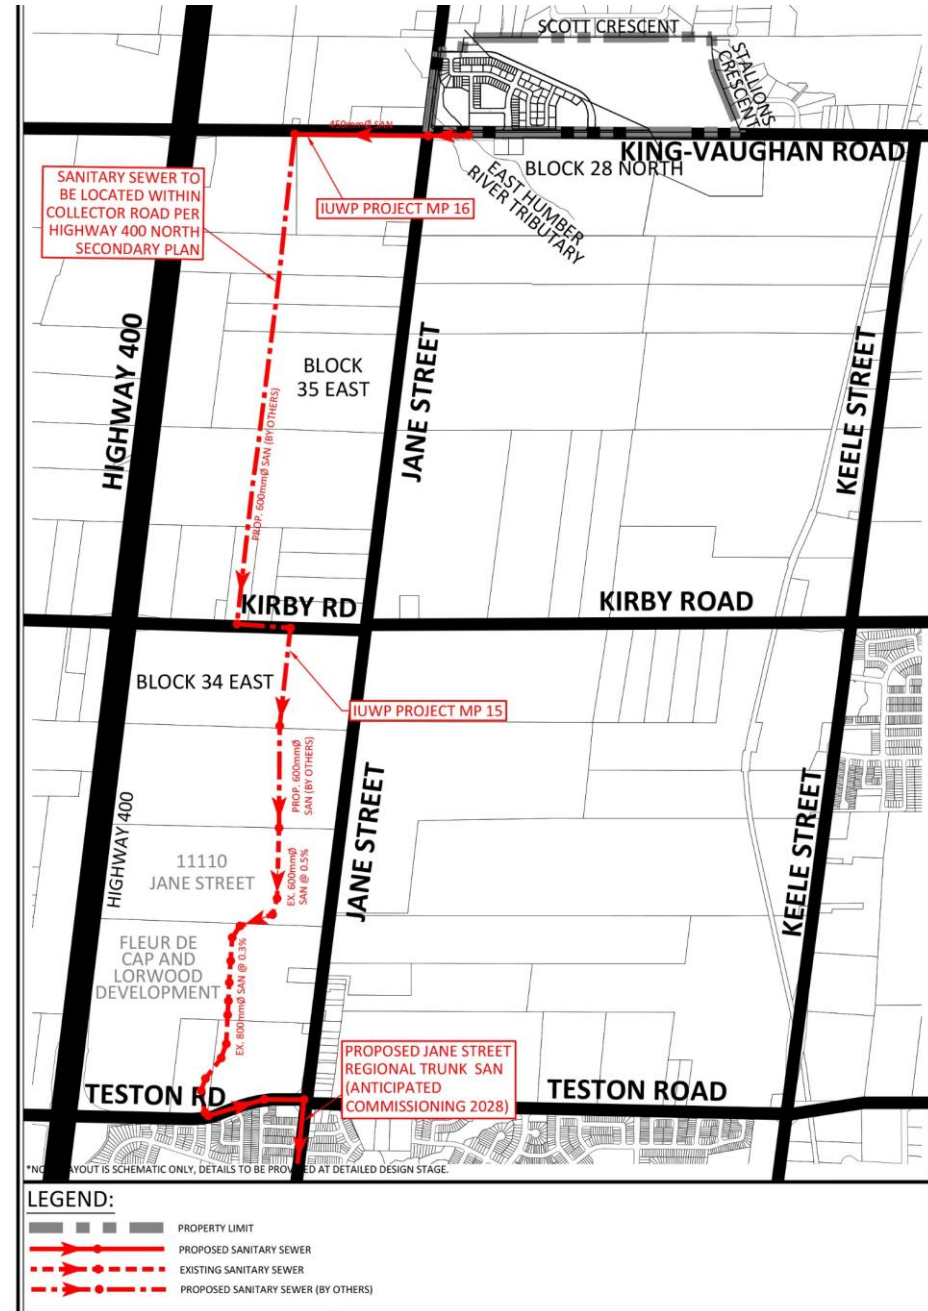 SCOTT CRESCENT
STALLIONS
CRESCENT
450mmØ SAN
KING-VAUGHAN ROAD
BLOCK 28 NORTH
EAST HUMBER
RIVER TRIBUTARY
SANITARY SEWER TO
BE LOCATED WITHIN
COLLECTOR ROAD PER
HIGHWAY 400 NORTH
SECONDARY PLAN
IUWP PROJECT MP 16
HIGHWAY 400
BLOCK
35 EAST
JANE STREET
KEELE STREET
PROP. 600mmØ SAN (BY OTHERS)
KIRBY RD
KIRBY ROAD
BLOCK 34 EAST
IUWP PROJECT MP 15
PROP. 600mmØ
SAN (BY OTHERS)
HIGHWAY 400
11110
JANE STREET
EX. 600mmØ
SAN @ 0.5%
JANE STREET
KEELE STREET
FLEUR DE
CAP AND
LORWOOD
DEVELOPMENT
EX. 800mmØ SAN @ 0.3%
PROPOSED JANE STREET
REGIONAL TRUNK SAN
(ANTICIPATED
COMMISSIONING 2028)
TESTON RD
TESTON ROAD
LAYOUT IS SCHEMATIC ONLY, DETAILS TO BE PROVIDED AT DETAILED DESIGN STAGE.
LEGEND:
PROPERTY LIMIT
PROPOSED SANITARY SEWER
EXISTING SANITARY SEWER
PROPOSED SANITARY SEWER (BY OTHERS)